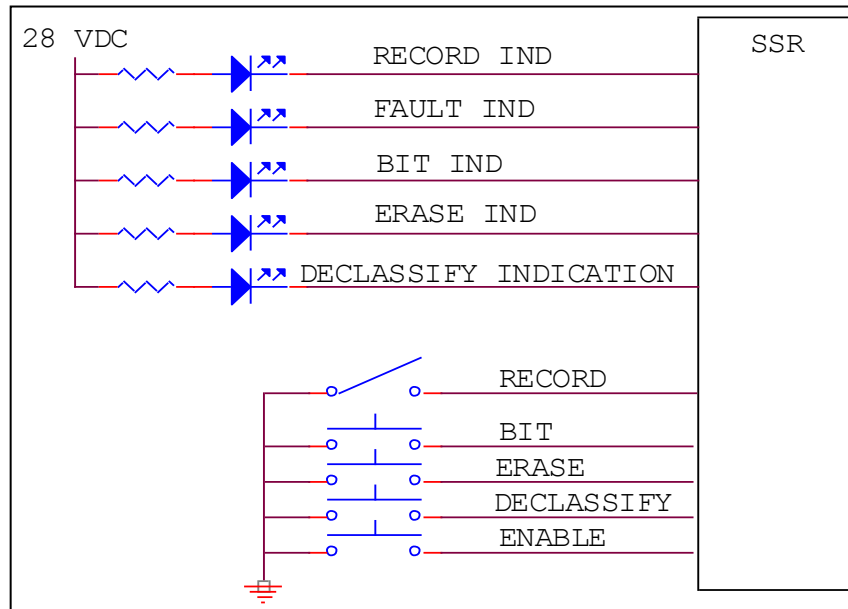 28 VDC
SSR
RECORD IND
FAULT IND
BIT IND
ERASE IND
DECLASSIFY INDICATION
RECORD
BIT
ERASE
DECLASSIFY
ENABLE